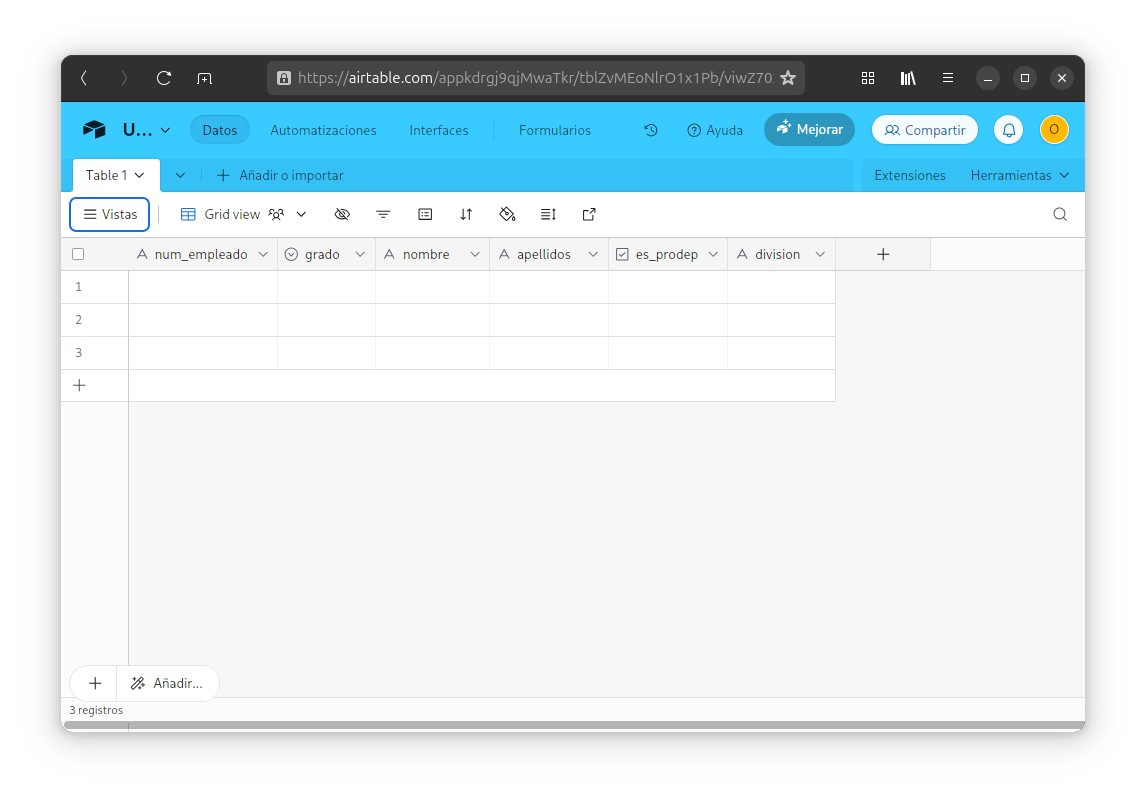 https://airtable.com/appkdrgj9qjMwaTkr/tblZvMEoNlrO1x1Pb/viwZ70
U... Datos Automatizaciones Interfaces Formularios Ayuda Mejorar Compartir O
Table 1 Añadir o importar Extensiones Herramientas
Vistas Grid view
num_empleado grado nombre apellidos es_prodep division
1
2
3
Añadir...
3 registros